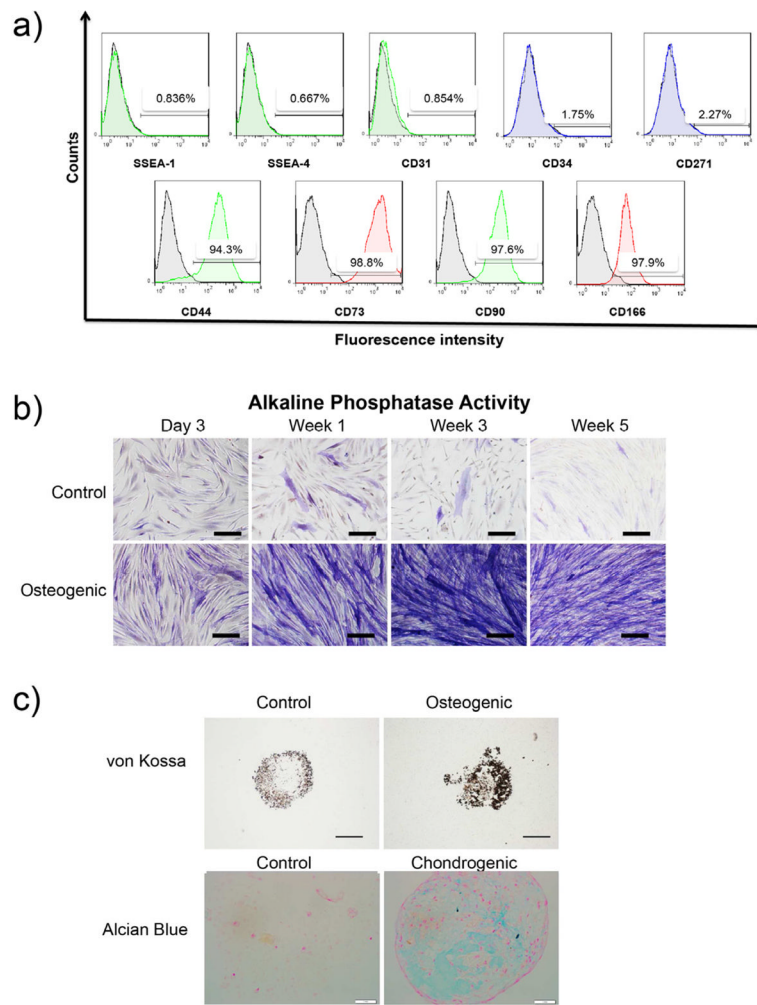 a)
0.836%
0.667%
0.854%
1.75%
2.27%
SSEA-1
SSEA-4
CD31
CD34
CD271
Counts
94.3%
98.8%
97.6%
97.9%
CD44
CD73
CD90
CD166
Fluorescence intensity
b)
Alkaline Phosphatase Activity
Day 3
Week 1
Week 3
Week 5
Control
Osteogenic
c)
Control
Osteogenic
von Kossa
Control
Chondrogenic
Alcian Blue